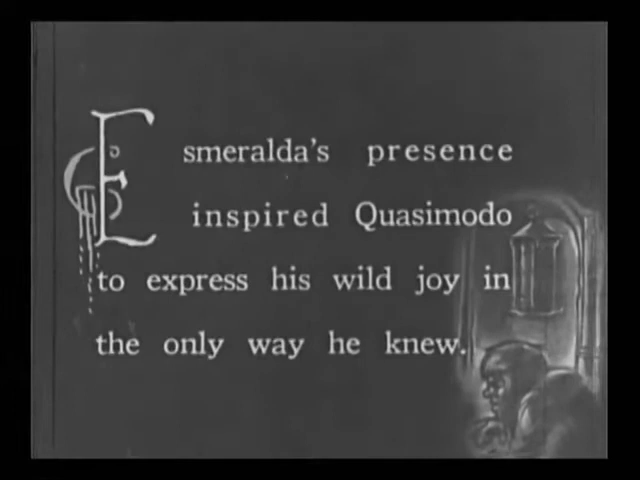 Esmeralda's presence
inspired Quasimodo
to express his wild joy in
the only way he knew.